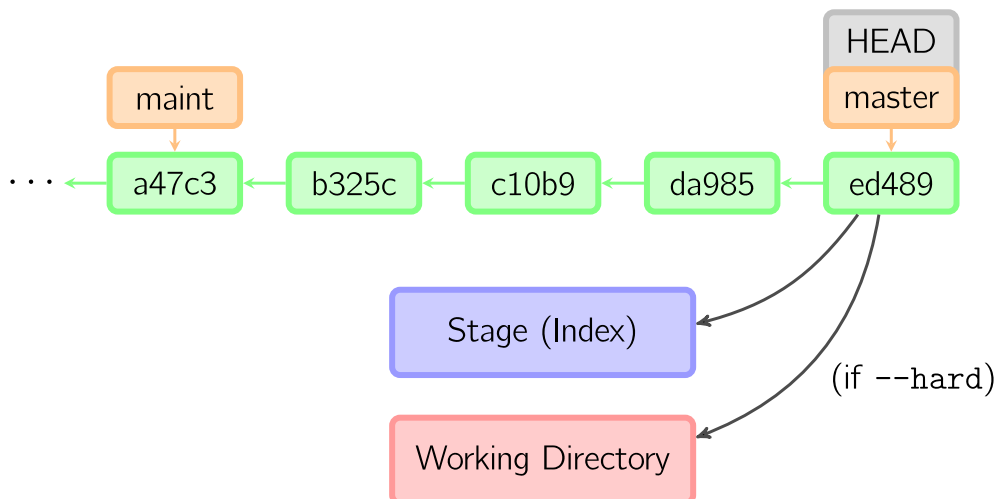 HEAD
maint
master
...
a47c3
b325c
c10b9
da985
ed489
Stage (Index)
(if --hard)
Working Directory